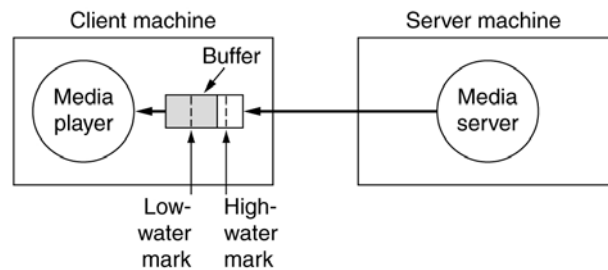 Client machine
Server machine
Buffer
Media
player
Media
server
Low-
water
mark
High-
water
mark